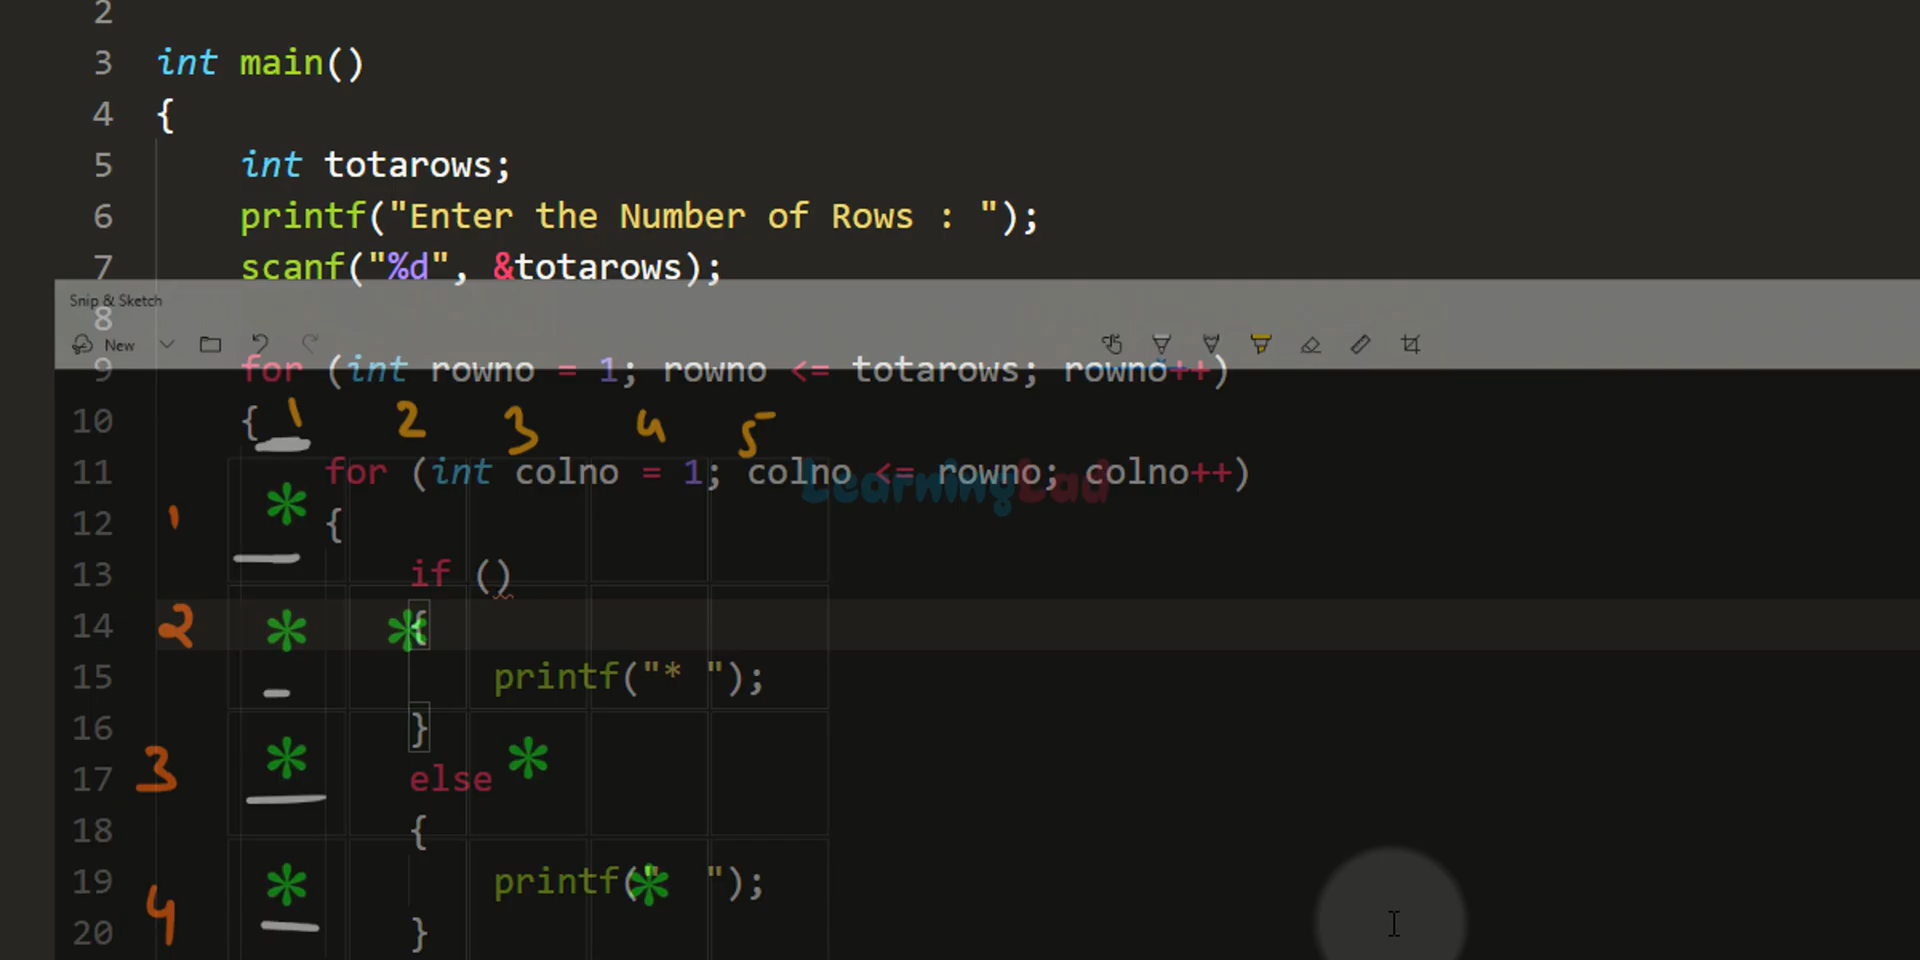 2
3 int main()
4 {
5 int totarows;
6 printf("Enter the Number of Rows : ");
7 scanf("%d", &totarows);
Snip & Sketch
8
New
9 for (int rowno = 1; rowno <= totarows; rowno++)
10 { 1 2 3 4 5
11 for (int colno = 1; colno <= rowno; colno++)
LearningLad
1 * 
12 {
13 if ()
14 2 * * {
15 printf("* ");
16 }
3 * *
17 else
18 {
19 * printf(" * ");
4
20 }